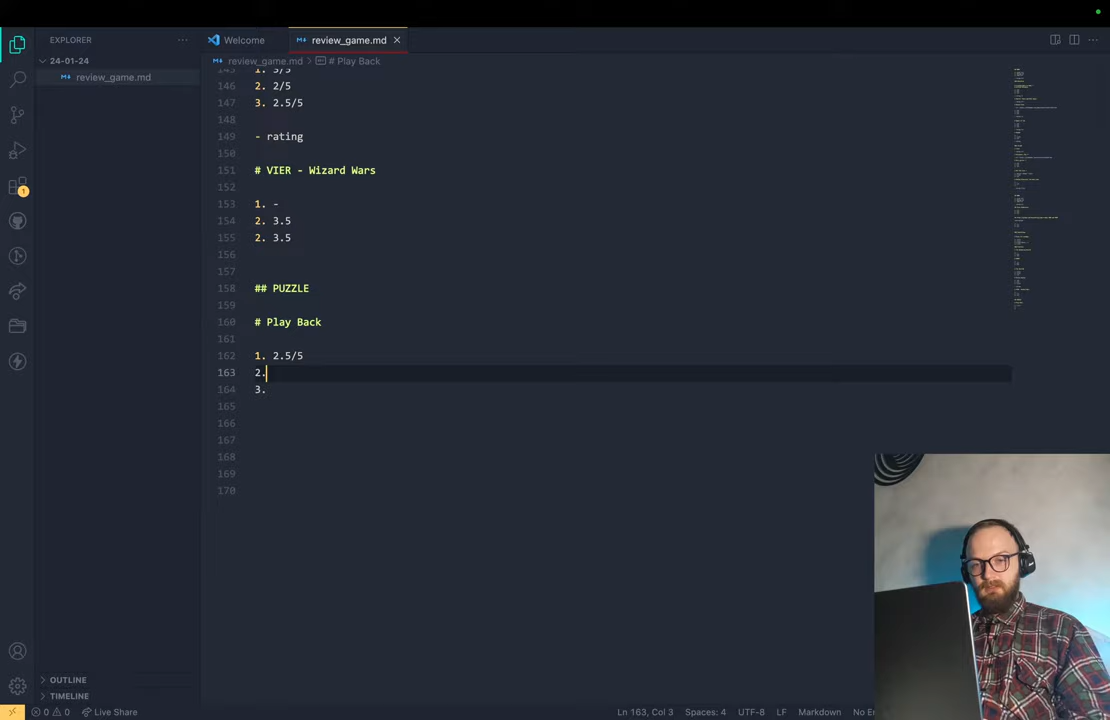 EXPLORER
···
24-01-24
review_game.md
Welcome
review_game.md
review_game.md > # Play Back
146 2. 2/5
147 3. 2.5/5
148
149 - rating
150
151 # VIER - Wizard Wars
152
153 1. -
154 2. 3.5
155 2. 3.5
156
157
158 ## PUZZLE
159
160 # Play Back
161
162 1. 2.5/5
163 2.
164 3.
165
166
167
168
169
170
1
OUTLINE
TIMELINE
0 0 Live Share
Ln 163, Col 3 Spaces: 4 UTF-8 LF Markdown No